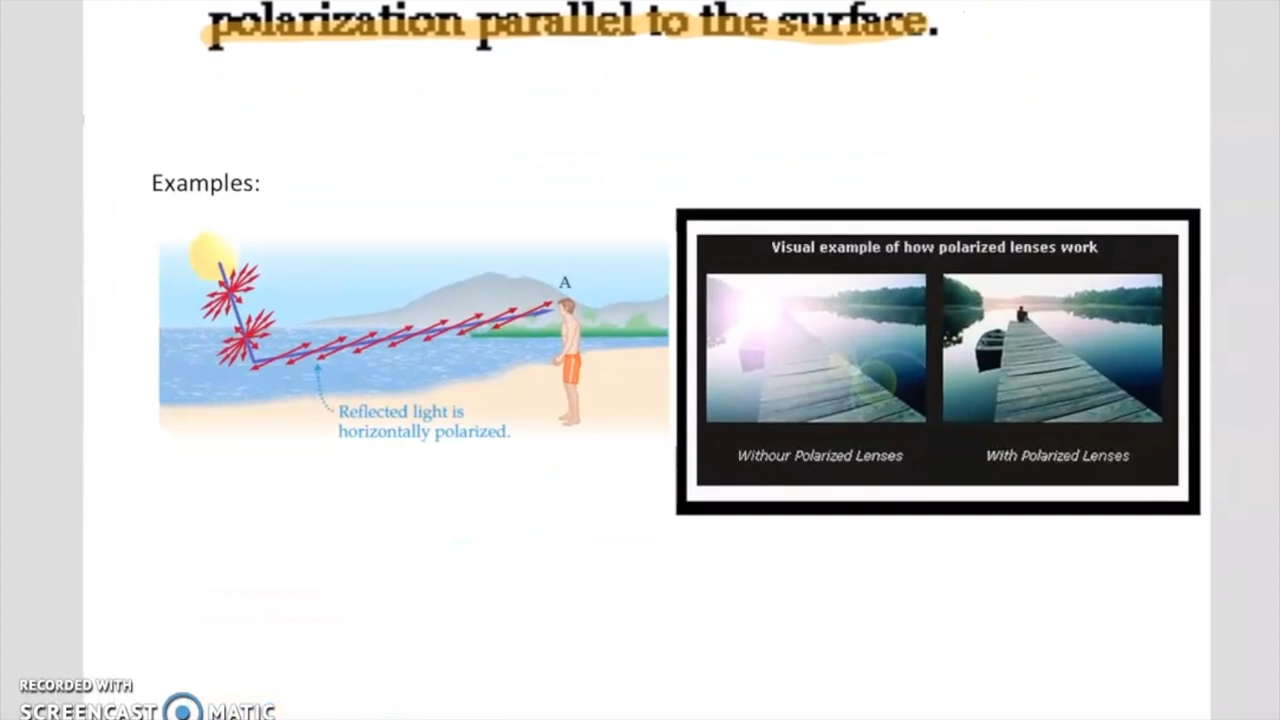 polarization parallel to the surface.
Examples:
A
Reflected light is
horizontally polarized.
Visual example of how polarized lenses work
Withour Polarized Lenses
With Polarized Lenses
RECORDED WITH
SCREENCAST MATIC